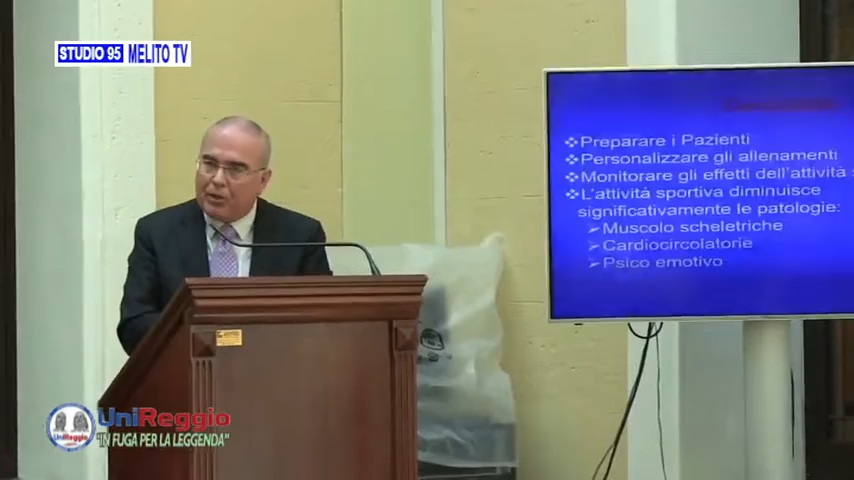 STUDIO 95 MELITO TV
Preparare i Pazienti
Personalizzare gli allenamenti
Monitorare gli effetti dell'attività s
L'attività sportiva diminuisce
significativamente le patologie:
Muscolo scheletriche
Cardiocircolatorie
Psico emotivo
UniReggio
UniReggio
"IN FUGA PER LA LEGGENDA"